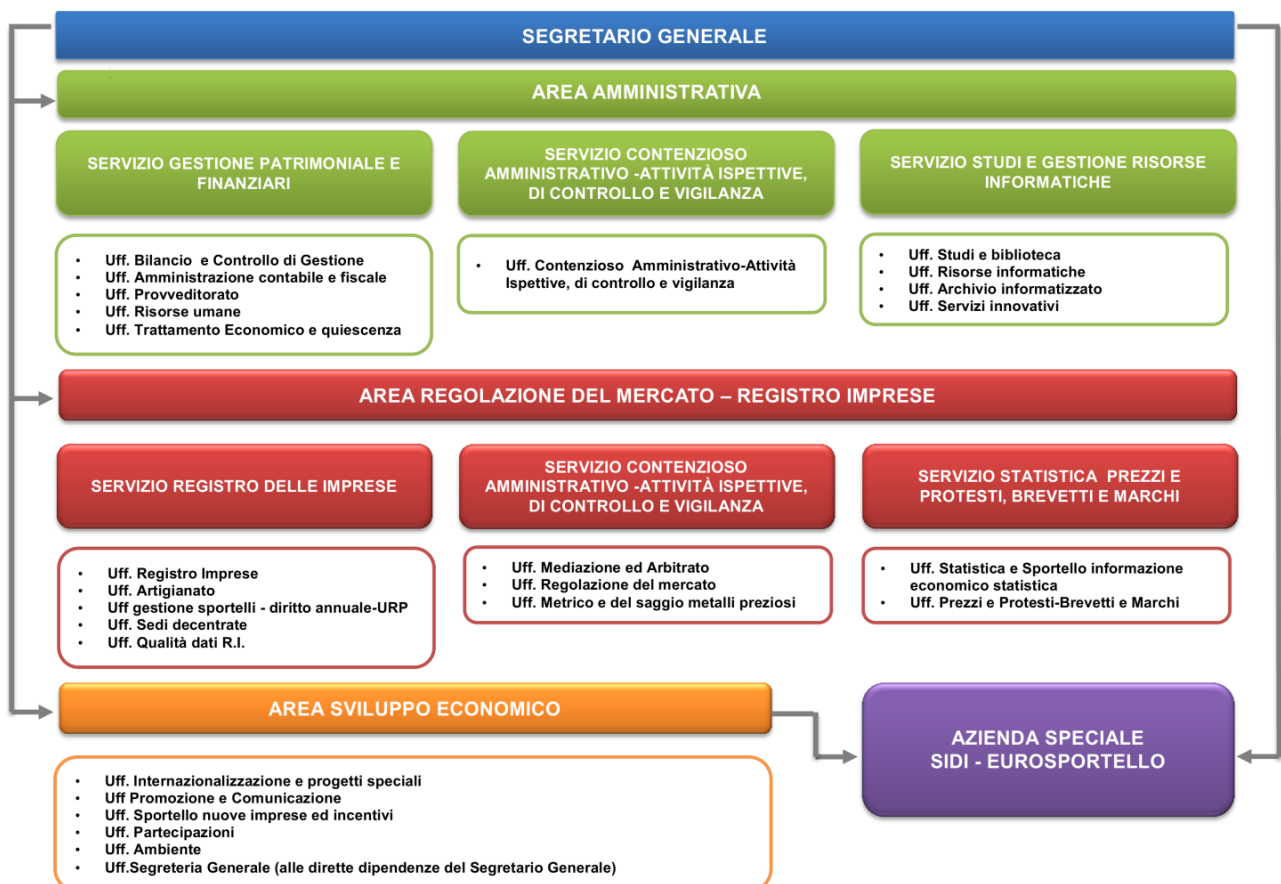 SEGRETARIO GENERALE
AREA AMMINISTRATIVA
SERVIZIO GESTIONE PATRIMONIALE E
FINANZIARI
• Uff. Bilancio e Controllo di Gestione
• Uff. Amministrazione contabile e fiscale
• Uff. Provveditorato
• Uff. Risorse umane
• Uff. Trattamento Economico e quiescenza
SERVIZIO CONTENZIOSO
AMMINISTRATIVO -ATTIVITÀ ISPETTIVE,
DI CONTROLLO E VIGILANZA
• Uff. Contenzioso Amministrativo-Attività
Ispettive, di controllo e vigilanza
SERVIZIO STUDI E GESTIONE RISORSE
INFORMATICHE
• Uff. Studi e biblioteca
• Uff. Risorse informatiche
• Uff. Archivio informatizzato
• Uff. Servizi innovativi
AREA REGOLAZIONE DEL MERCATO – REGISTRO IMPRESE
SERVIZIO REGISTRO DELLE IMPRESE
• Uff. Registro Imprese
• Uff. Artigianato
• Uff gestione sportelli - diritto annuale-URP
• Uff. Sedi decentrate
• Uff. Qualità dati R.I.
SERVIZIO CONTENZIOSO
AMMINISTRATIVO -ATTIVITÀ ISPETTIVE,
DI CONTROLLO E VIGILANZA
• Uff. Mediazione ed Arbitrato
• Uff. Regolazione del mercato
• Uff. Metrico e del saggio metalli preziosi
SERVIZIO STATISTICA PREZZI E
PROTESTI, BREVETTI E MARCHI
• Uff. Statistica e Sportello informazione
economico statistica
• Uff. Prezzi e Protesti-Brevetti e Marchi
AREA SVILUPPO ECONOMICO
• Uff. Internazionalizzazione e progetti speciali
• Uff Promozione e Comunicazione
• Uff. Sportello nuove imprese ed incentivi
• Uff. Partecipazioni
• Uff. Ambiente
• Uff.Segreteria Generale (alle dirette dipendenze del Segretario Generale)
AZIENDA SPECIALE
SIDI - EUROSPORTELLO